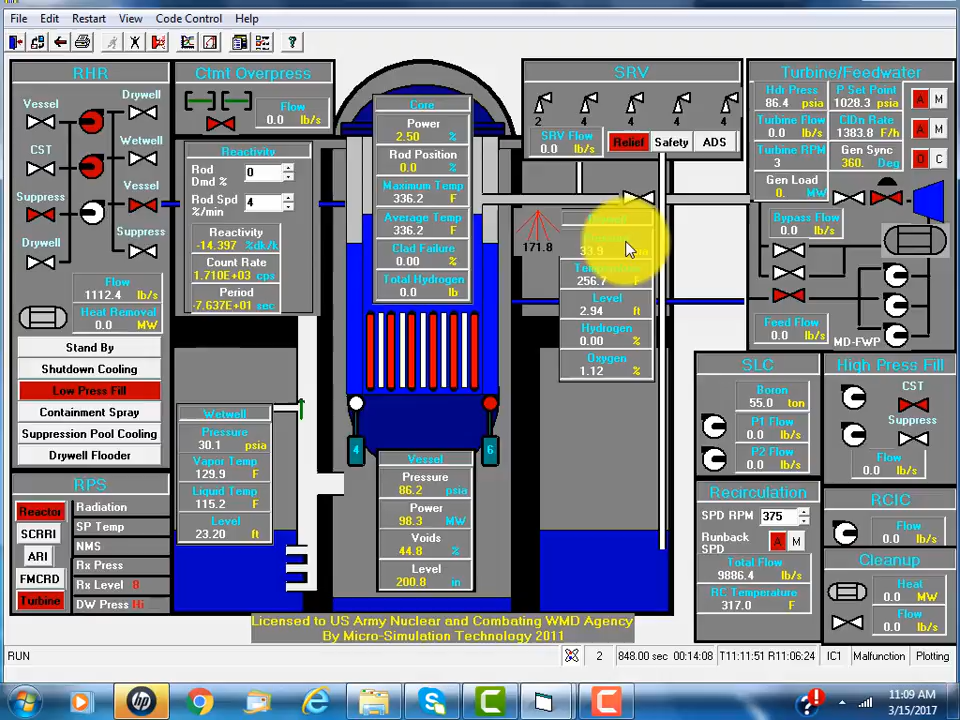 File Edit Restart View Code Control Help
RHR
Vessel
Drywell
CST
Wetwell
Suppress
Vessel
Drywell
Suppress
Flow
1112.4 lb/s
Heat Removal
0.0 MW
Stand By
Shutdown Cooling
Low Press Fill
Containment Spray
Suppression Pool Cooling
Drywell Flooder
RPS
Reactor Radiation
SCRRI SP Temp
NMS
ARI Rx Press
FMCRD Rx Level 8
Turbine DW Press Hi
Ctmt Overpress
Flow
0.0 lb/s
Reactivity
Rod Dmd % 0
Rod Spd %/min 4
Reactivity
-14.397 %dk/k
Count Rate
1.710E+03 cps
Period
-7.637E+01 sec
Wetwell
Pressure
30.1 psia
Vapor Temp
129.9 F
Liquid Temp
115.2 F
Level
23.20 ft
Core
Power
2.50 %
Rod Position
0.0 %
Maximum Temp
336.2 F
Average Temp
336.2 F
Clad Failure
0.00 %
Total Hydrogen
0.0 lb
4
6
Vessel
Pressure
86.2 psia
Power
98.3 MW
Voids
44.8 %
Level
200.8 in
SRV
2 4 4 4 4
SRV Flow
0.0 lb/s
Relief Safety ADS
171.8
33.9
256.7 F
Level
2.94 ft
Hydrogen
0.00 %
Oxygen
1.12 %
Turbine/Feedwater
Hdr Press
86.4 psia
P Set Point
1028.3 psia
A M
Turbine Flow
0.0 lb/s
ClDn Rate
1383.8 F/h
A M
Turbine RPM
3
Gen Sync
360. Deg
O C
Gen Load
0. MW
Bypass Flow
0.0 lb/s
Feed Flow
0.0 lb/s
MD-FWP
SLC
Boron
55.0 ton
P1 Flow
0.0 lb/s
P2 Flow
0.0 lb/s
High Press Fill
CST
Suppress
Flow
0.0 lb/s
Recirculation
SPD RPM 375
Runback SPD A M
Total Flow
9886.4 lb/s
RC Temperature
317.0 F
RCIC
Flow
0.0 lb/s
Cleanup
Heat
0.0 MW
Flow
0.0 lb/s
Licensed to US Army Nuclear and Combating WMD Agency
By Micro-Simulation Technology 2011
RUN 2 848.00 sec 00:14:08 T11:11:51 R11:06:24 IC1 Malfunction Plotting
11:09 AM
3/15/2017